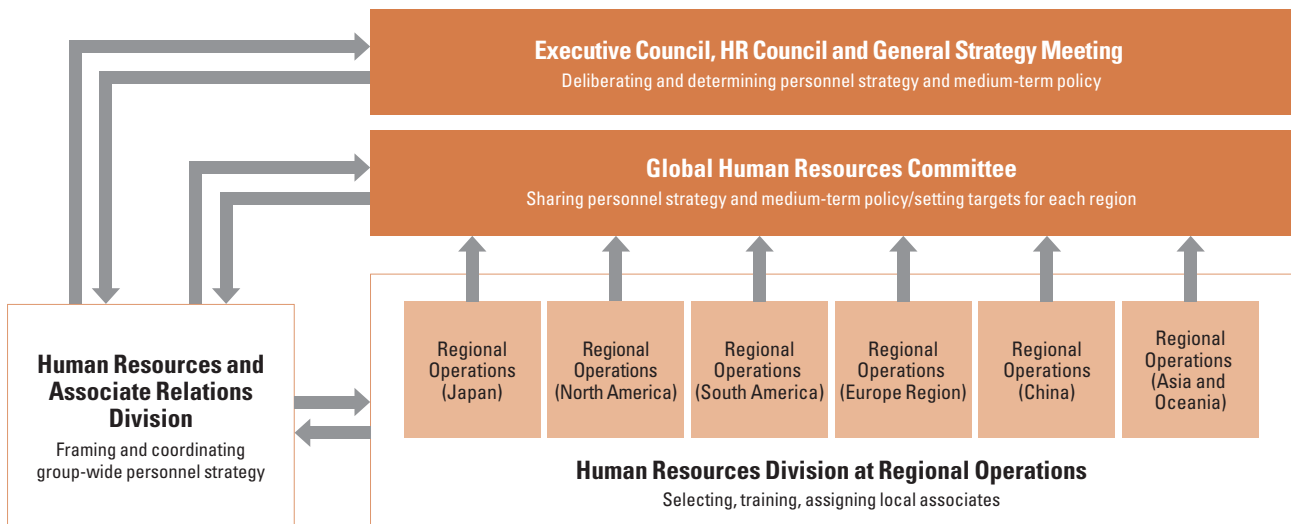 Executive Council, HR Council and General Strategy Meeting
Deliberating and determining personnel strategy and medium-term policy
Global Human Resources Committee
Sharing personnel strategy and medium-term policy/setting targets for each region
Human Resources and
Associate Relations
Division
Framing and coordinating
group-wide personnel strategy
Regional
Operations
(Japan)
Regional
Operations
(North America)
Regional
Operations
(South America)
Regional
Operations
(Europe Region)
Regional
Operations
(China)
Regional
Operations
(Asia and
Oceania)
Human Resources Division at Regional Operations
Selecting, training, assigning local associates